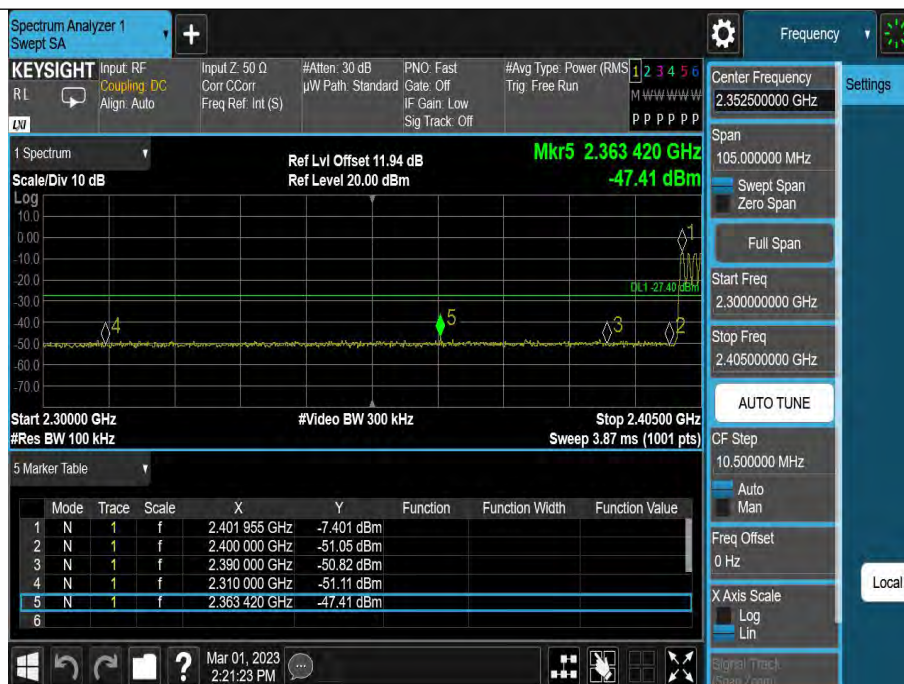 Spectrum Analyzer 1
Swept SA
Frequency
KEYSIGHT
R L
LXI
Input: RF
Coupling: DC
Align: Auto
Input Z: 50 Ω
Corr CCorr
Freq Ref: Int (S)
#Atten: 30 dB
µW Path: Standard
PNO: Fast
Gate: Off
IF Gain: Low
Sig Track: Off
#Avg Type: Power (RMS
Trig: Free Run
1 2 3 4 5 6
M W W W W W
P P P P P P
1 Spectrum
Scale/Div 10 dB
Ref Lvl Offset 11.94 dB
Ref Level 20.00 dBm
Mkr5 2.363 420 GHz
-47.41 dBm
Log
10.0
0.00
-10.0
-20.0
-30.0
-40.0
-50.0
-60.0
-70.0
1
DL1 -27.40 dBm
4
5
3
2
Start 2.30000 GHz
#Video BW 300 kHz
Stop 2.40500 GHz
#Res BW 100 kHz
Sweep 3.87 ms (1001 pts)
5 Marker Table
Mode Trace Scale X Y Function Function Width Function Value
1 N 1 f 2.401 955 GHz -7.401 dBm
2 N 1 f 2.400 000 GHz -51.05 dBm
3 N 1 f 2.390 000 GHz -50.82 dBm
4 N 1 f 2.310 000 GHz -51.11 dBm
5 N 1 f 2.363 420 GHz -47.41 dBm
6
?
Mar 01, 2023
2:21:23 PM
Center Frequency
2.352500000 GHz
Settings
Span
105.000000 MHz
Swept Span
Zero Span
Full Span
Start Freq
2.300000000 GHz
Stop Freq
2.405000000 GHz
AUTO TUNE
CF Step
10.500000 MHz
Auto
Man
Freq Offset
0 Hz
Local
X Axis Scale
Log
Lin
Signal Track
(Span Zoom)